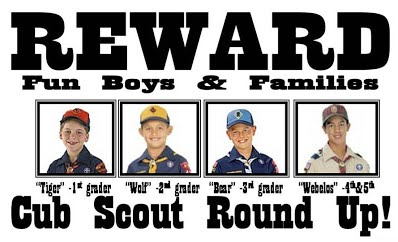 REWARD
Fun Boys & Families
"Tiger" -1st grader "Wolf" -2nd grader "Bear" -3rd grader "Webelos" -4th&5th
Cub Scout Round Up!